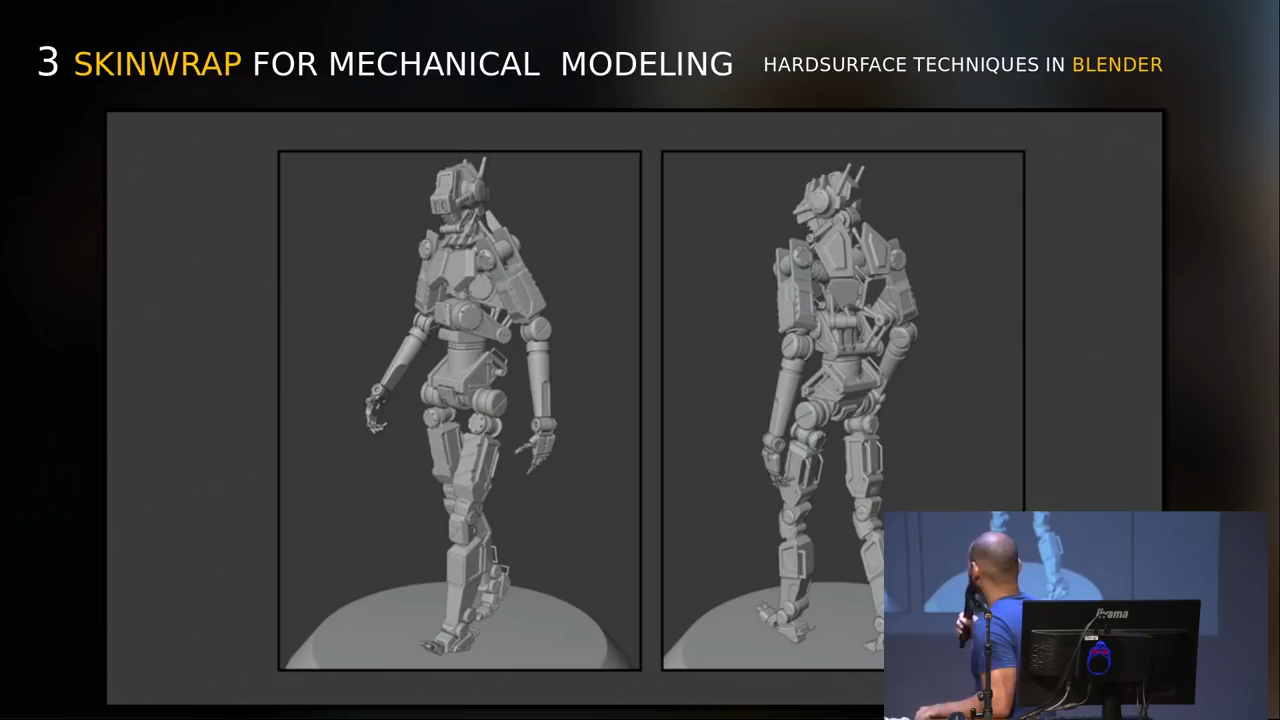 3 SKINWRAP FOR MECHANICAL MODELING
HARDSURFACE TECHNIQUES IN BLENDER
iiyama